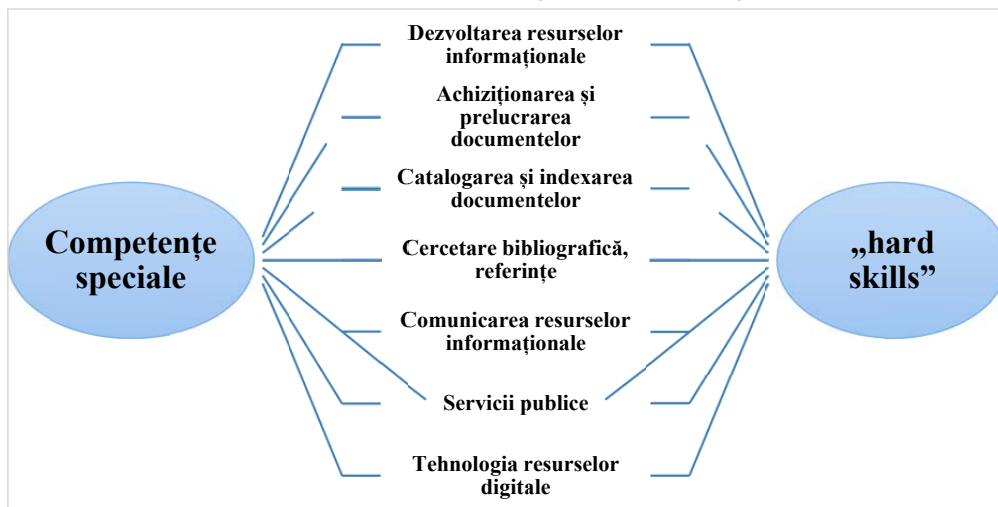 Dezvoltarea resurselor
informaționale
Achiziționarea și
prelucrarea
documentelor
Catalogarea și indexarea
documentelor
Competențe
speciale
Cercetare bibliografică,
referințe
„hard
skills”
Comunicarea resurselor
informaționale
Servicii publice
Tehnologia resurselor
digitale